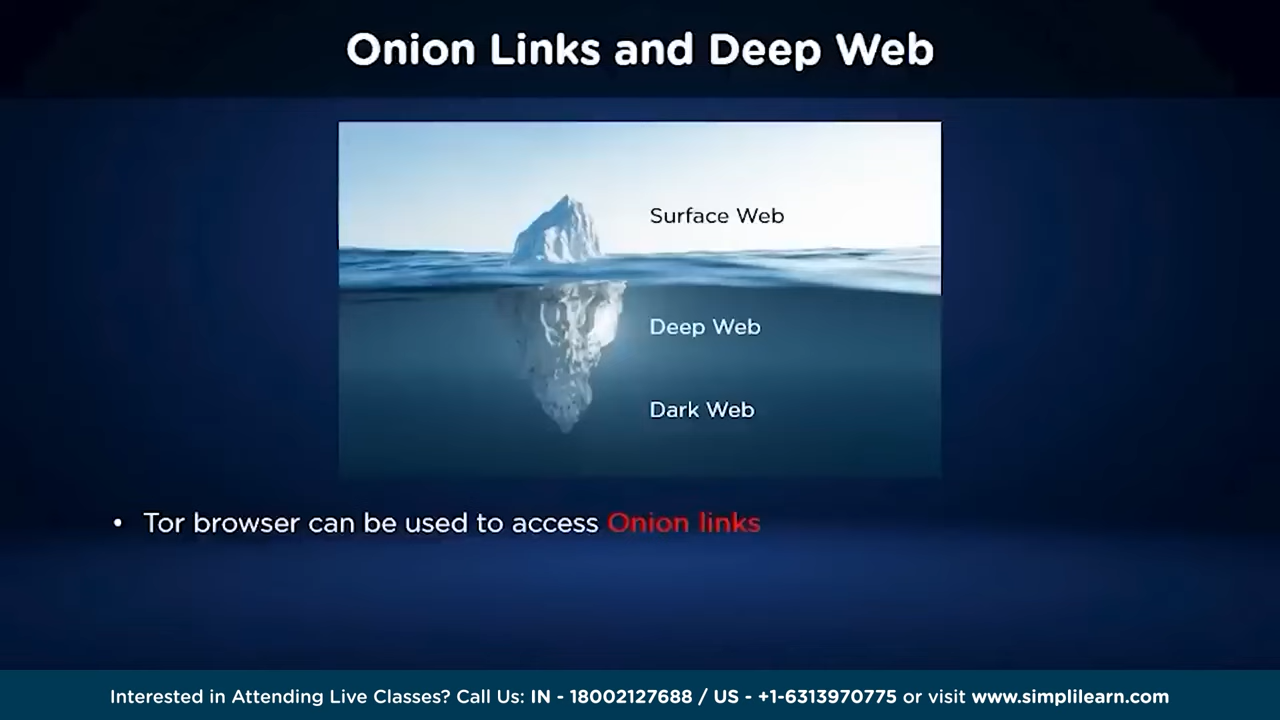 Onion Links and Deep Web
Surface Web
Deep Web
Dark Web
• Tor browser can be used to access Onion links
Interested in Attending Live Classes? Call Us: IN - 18002127688 / US - +1-6313970775 or visit www.simplilearn.com